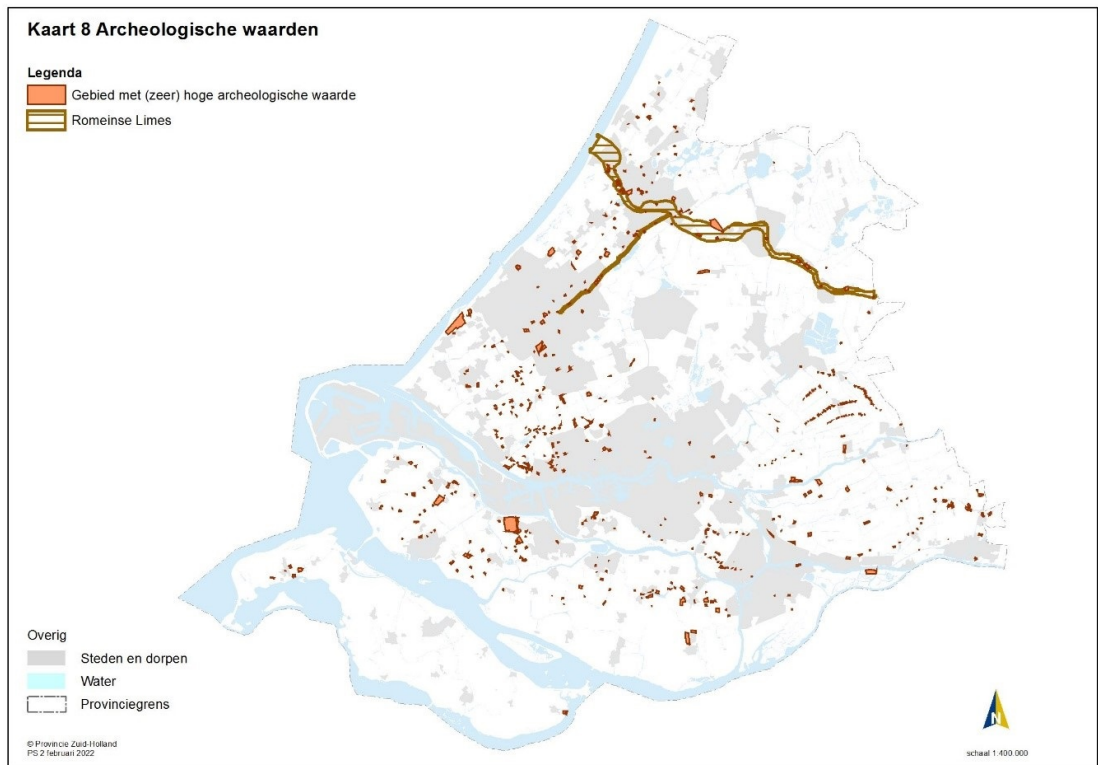 Kaart 8 Archeologische waarden
Legenda
Gebied met (zeer) hoge archeologische waarde
Romeinse Limes
Overig
Steden en dorpen
Water
Provinciegrens
© Provincie Zuid-Holland
PS 2 februari 2022
N
schaal 1:400.000